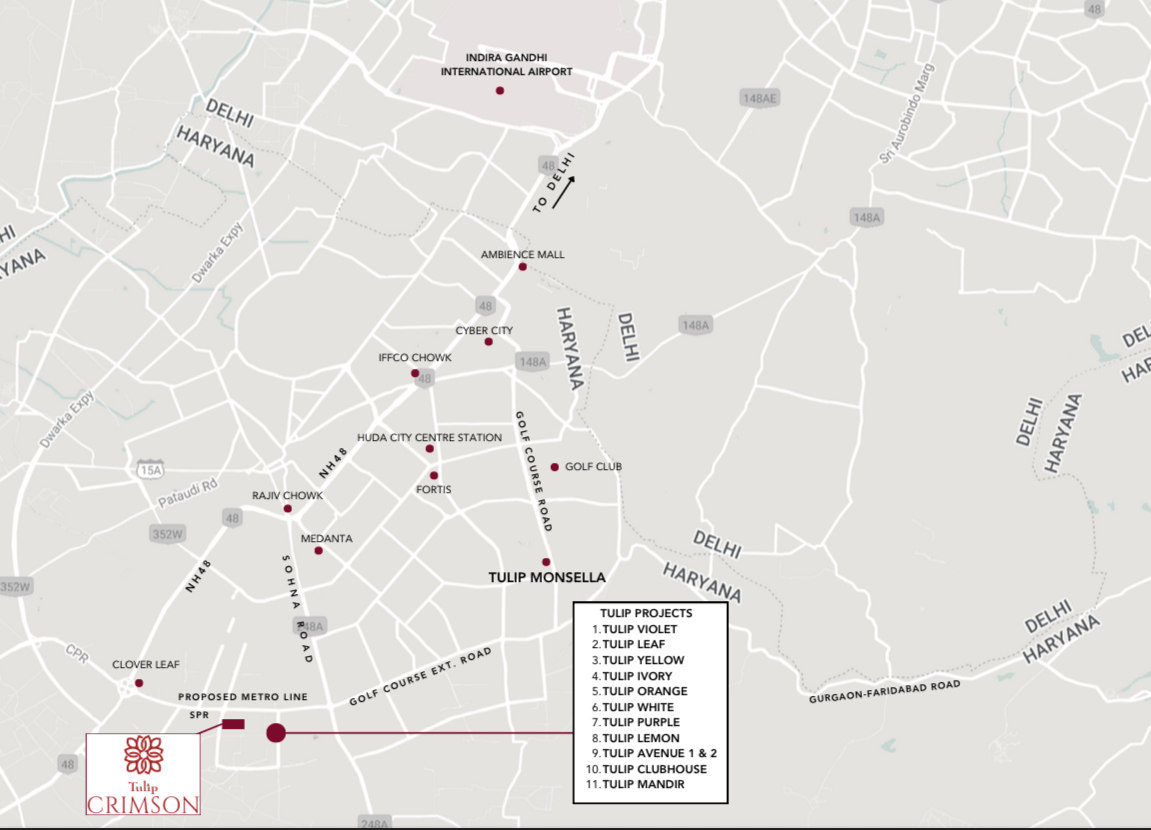 48
INDIRA GANDHI
INTERNATIONAL AIRPORT
148AE
Sri Aurobindo Marg
DELHI
HARYANA
48
TO DELHI
148A
HI
YANA
Dwarka Expy
AMBIENCE MALL
48
HARYANA
DELHI
148A
CYBER CITY
IFFCO CHOWK
48
148A
DEL
HAR
Dwarka Expy
DELHI
HARYANA
GOLF COURSE ROAD
HUDA CITY CENTRE STATION
NH48
GOLF CLUB
15A
Pataudi Rd
FORTIS
RAJIV CHOWK
48
352W
MEDANTA
DELHI
HARYANA
TULIP MONSELLA
NH48
SOHNA ROAD
352W
48A
DELHI
HARYANA
CPR
CLOVER LEAF
GOLF COURSE EXT. ROAD
GURGAON-FARIDABAD ROAD
PROPOSED METRO LINE
SPR
48
Tulip
CRIMSON
TULIP PROJECTS
1. TULIP VIOLET
2. TULIP LEAF
3. TULIP YELLOW
4. TULIP IVORY
5. TULIP ORANGE
6. TULIP WHITE
7. TULIP PURPLE
8. TULIP LEMON
9. TULIP AVENUE 1 & 2
10. TULIP CLUBHOUSE
11. TULIP MANDIR
248A